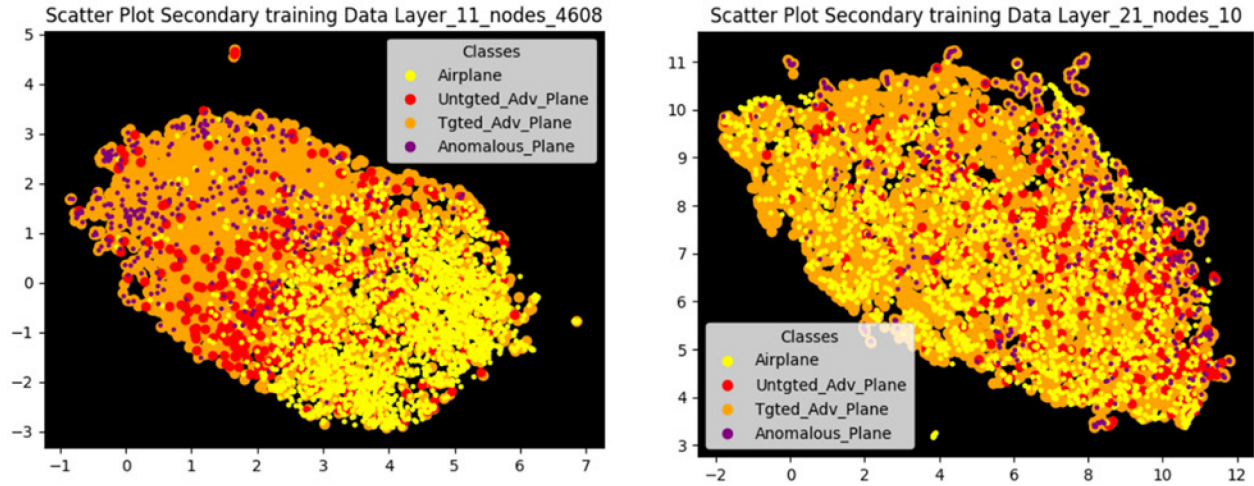 Scatter Plot Secondary training Data Layer_11_nodes_4608
5
4
3
2
1
0
−1
−2
−3
−1 0 1 2 3 4 5 6 7
Classes
Airplane
Untgted_Adv_Plane
Tgted_Adv_Plane
Anomalous_Plane
Scatter Plot Secondary training Data Layer_21_nodes_10
11
10
9
8
7
6
5
4
3
−2 0 2 4 6 8 10 12
Classes
Airplane
Untgted_Adv_Plane
Tgted_Adv_Plane
Anomalous_Plane